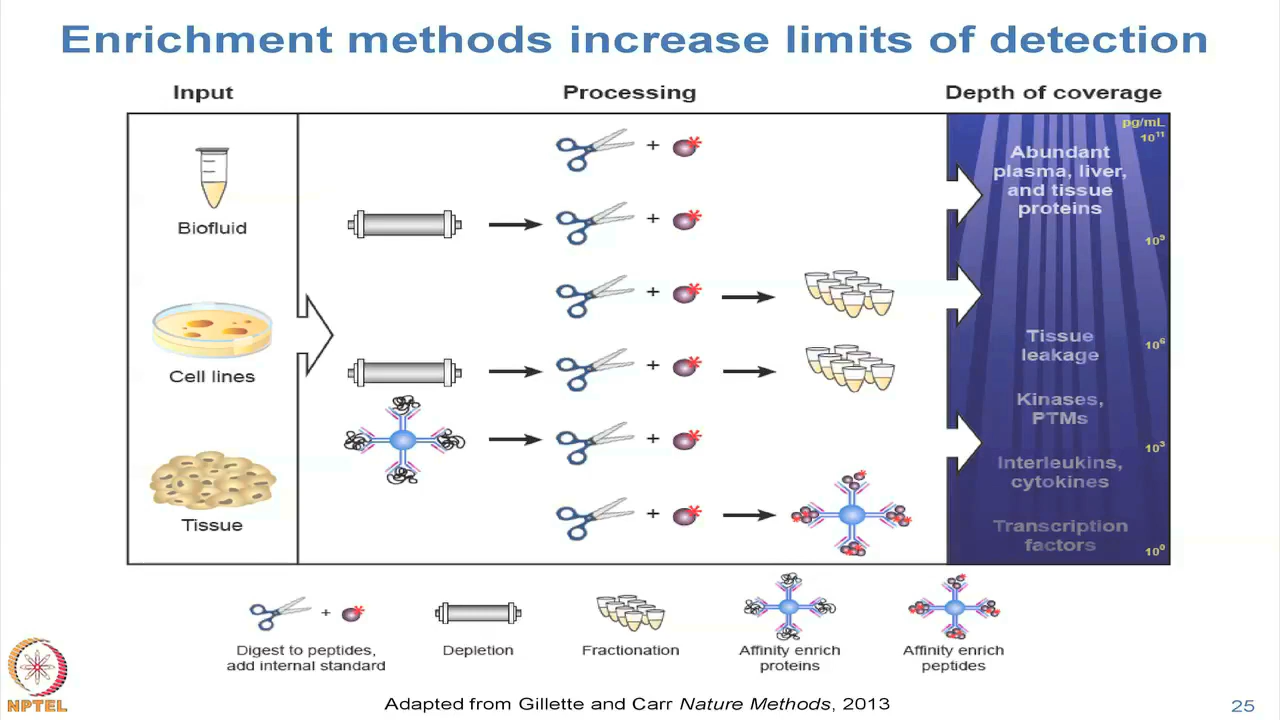 Enrichment methods increase limits of detection
Input
Processing
Depth of coverage
Biofluid
Cell lines
Tissue
+
+
+
+
+
+
pg/mL
10¹¹
Abundant
plasma, liver,
and tissue
proteins
10⁹
Tissue
leakage
10⁶
Kinases,
PTMs
10³
Interleukins,
cytokines
Transcription
factors
10⁰
+
Digest to peptides,
add internal standard
Depletion
Fractionation
Affinity enrich
proteins
Affinity enrich
peptides
NPTEL
Adapted from Gillette and Carr Nature Methods, 2013
25